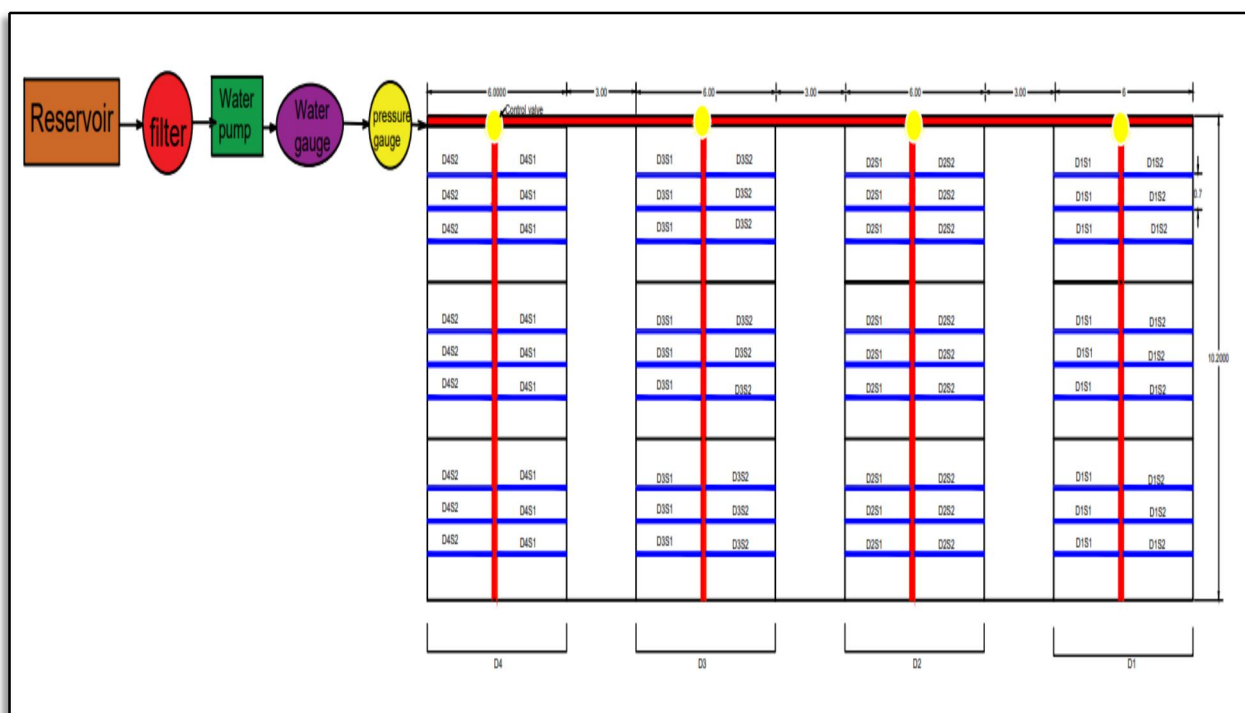 6.0000 3.00 6.00 3.00 6.00 3.00 6
Control valve
Reservoir
filter
Water
pump
Water
gauge
pressure
gauge
D4S2 D4S1 D3S1 D3S2 D2S1 D2S2 D1S1 D1S2
0.7
D4S2 D4S1 D3S1 D3S2 D2S1 D2S2 D1S1 D1S2
D4S2 D4S1 D3S1 D3S2 D2S1 D2S2 D1S1 D1S2
D4S2 D4S1 D3S1 D3S2 D2S1 D2S2 D1S1 D1S2
D4S2 D4S1 D3S1 D3S2 D2S1 D2S2 D1S1 D1S2
10.2000
D4S2 D4S1 D3S1 D3S2 D2S1 D2S2 D1S1 D1S2
D4S2 D4S1 D3S1 D3S2 D2S1 D2S2 D1S1 D1S2
D4S2 D4S1 D3S1 D3S2 D2S1 D2S2 D1S1 D1S2
D4S2 D4S1 D3S1 D3S2 D2S1 D2S2 D1S1 D1S2
D4 D3 D2 D1